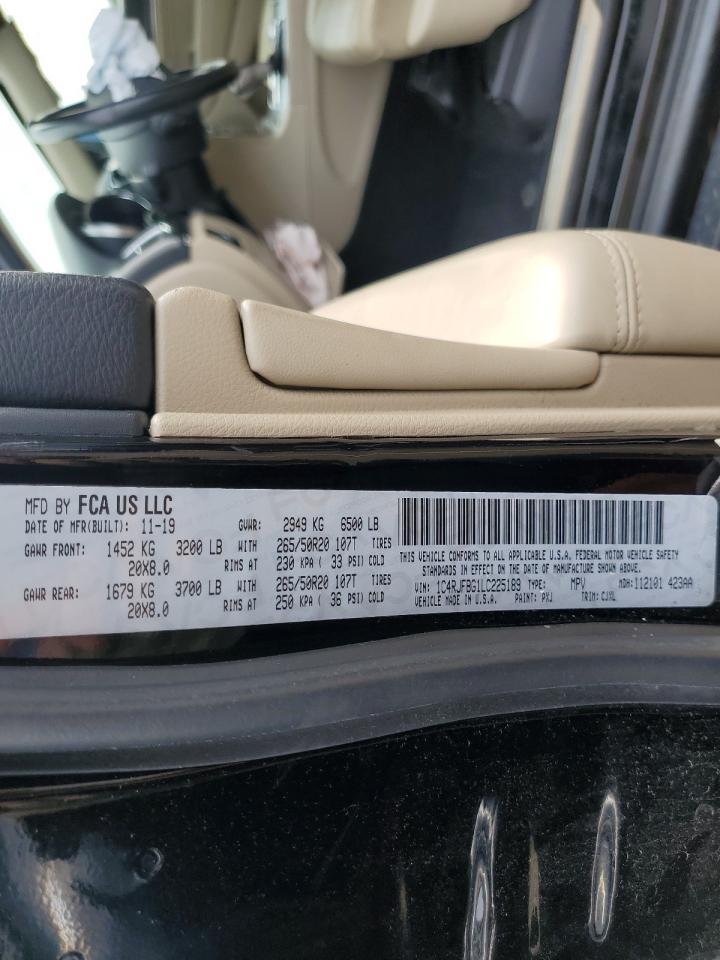 MFD BY FCA US LLC
DATE OF MFR(BUILT): 11-19 GVWR: 2949 KG 6500 LB
GAWR FRONT: 1452 KG 3200 LB WITH 265/50R20 107T TIRES
20X8.0 RIMS AT 230 KPA ( 33 PSI) COLD
GAWR REAR: 1679 KG 3700 LB WITH 265/50R20 107T TIRES
20X8.0 RIMS AT 250 KPA ( 36 PSI) COLD
THIS VEHICLE CONFORMS TO ALL APPLICABLE U.S.A. FEDERAL MOTOR VEHICLE SAFETY
STANDARDS IN EFFECT ON THE DATE OF MANUFACTURE SHOWN ABOVE.
VIN: 1C4RJFBG1LC225189 TYPE: MPV MDH: 112101 423AA
VEHICLE MADE IN U.S.A. PAINT: PXJ TRIM: CJXL